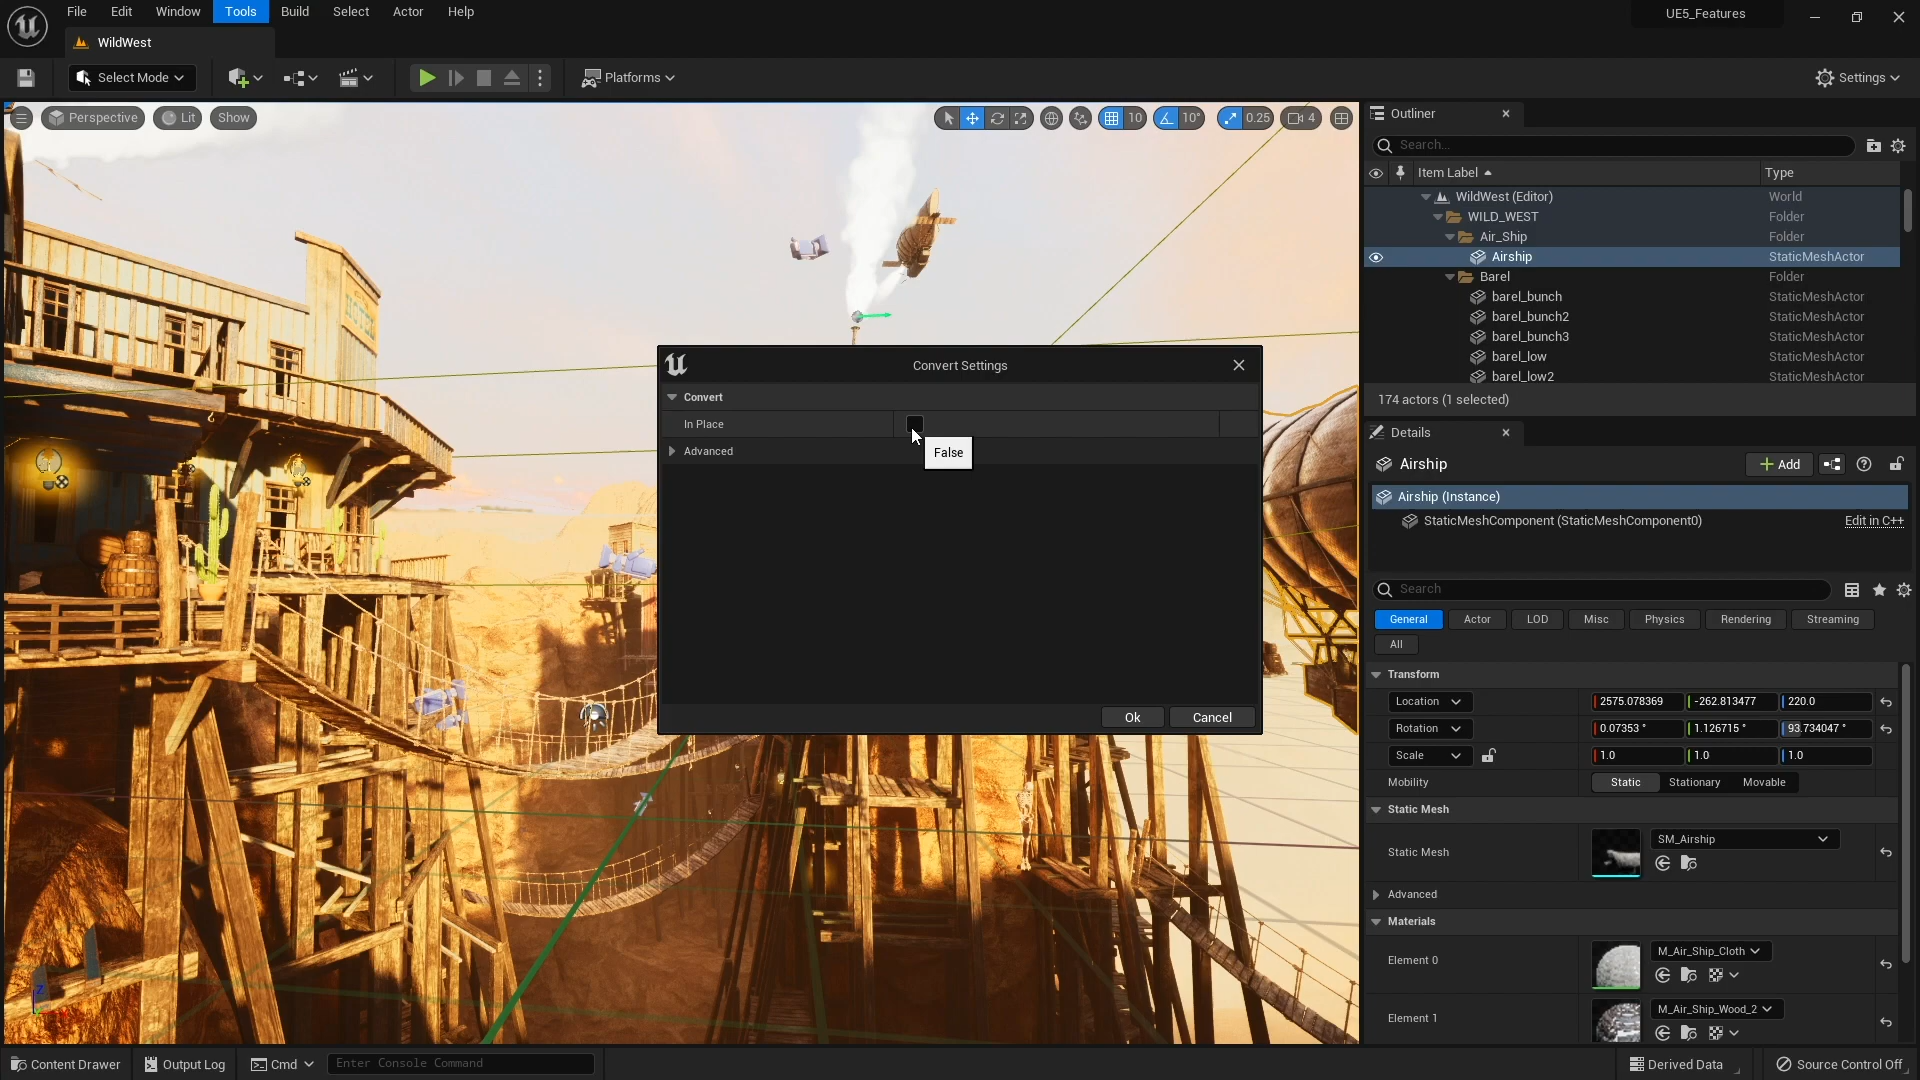 File Edit Window Tools Build Select Actor Help
UE5_Features
WildWest
Select Mode
Platforms
Settings
Perspective Lit Show
10 10° 0.25 4
HOTEL
Outliner
Search...
Item Label Type
WildWest (Editor) World
WILD_WEST Folder
Air_Ship Folder
Airship StaticMeshActor
Barel Folder
barel_bunch StaticMeshActor
barel_bunch2 StaticMeshActor
barel_bunch3 StaticMeshActor
barel_low StaticMeshActor
barel_low2 StaticMeshActor
174 actors (1 selected)
Convert Settings
Convert
In Place
False
Advanced
Ok Cancel
Details
Airship
Add
Airship (Instance)
StaticMeshComponent (StaticMeshComponent0) Edit in C++
Search
General Actor LOD Misc Physics Rendering Streaming
All
Transform
Location 2575.078369 -262.813477 220.0
Rotation 0.07353 ° 1.126715 ° 93.734047 °
Scale 1.0 1.0 1.0
Mobility Static Stationary Movable
Static Mesh
Static Mesh SM_Airship
Advanced
Materials
Element 0 M_Air_Ship_Cloth
Element 1 M_Air_Ship_Wood_2
Z
Content Drawer Output Log Cmd Enter Console Command
Derived Data Source Control Off